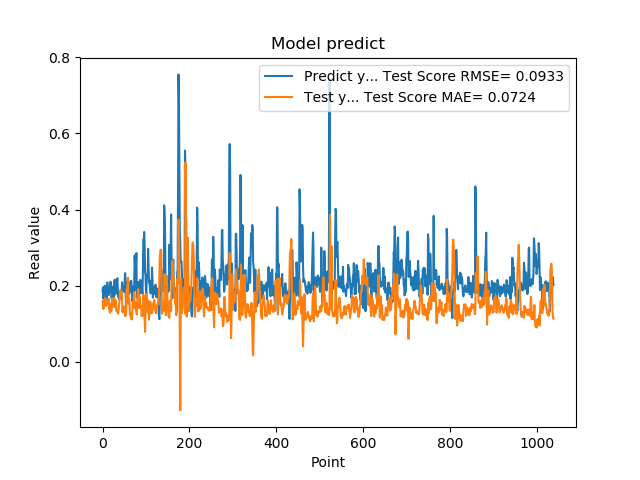 Model predict
Predict y... Test Score RMSE= 0.0933
Test y... Test Score MAE= 0.0724
Real value
0.8
0.6
0.4
0.2
0.0
0 200 400 600 800 1000
Point